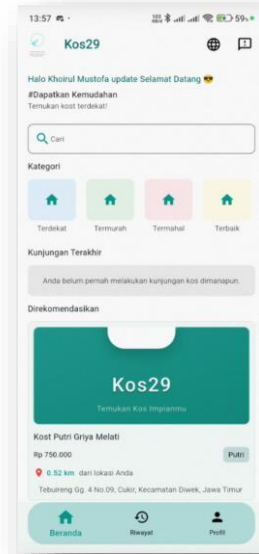 13:57
59%
Kos29
Halo Khoirul Mustofa update Selamat Datang 😎
#Dapatkan Kemudahan
Temukan kost terdekat!
Cari
Kategori
Terdekat
Termurah
Termahal
Terbaik
Kunjungan Terakhir
Anda belum pernah melakukan kunjungan kos dimanapun.
Direkomendasikan
Kos29
Temukan Kos Impianmu
Kost Putri Griya Melati
Rp 750.000
Putri
0.52 km dari lokasi Anda
Tebuireng Gg. 4 No.09, Cukir, Kecamatan Diwek, Jawa Timur
Beranda
Riwayat
Profil